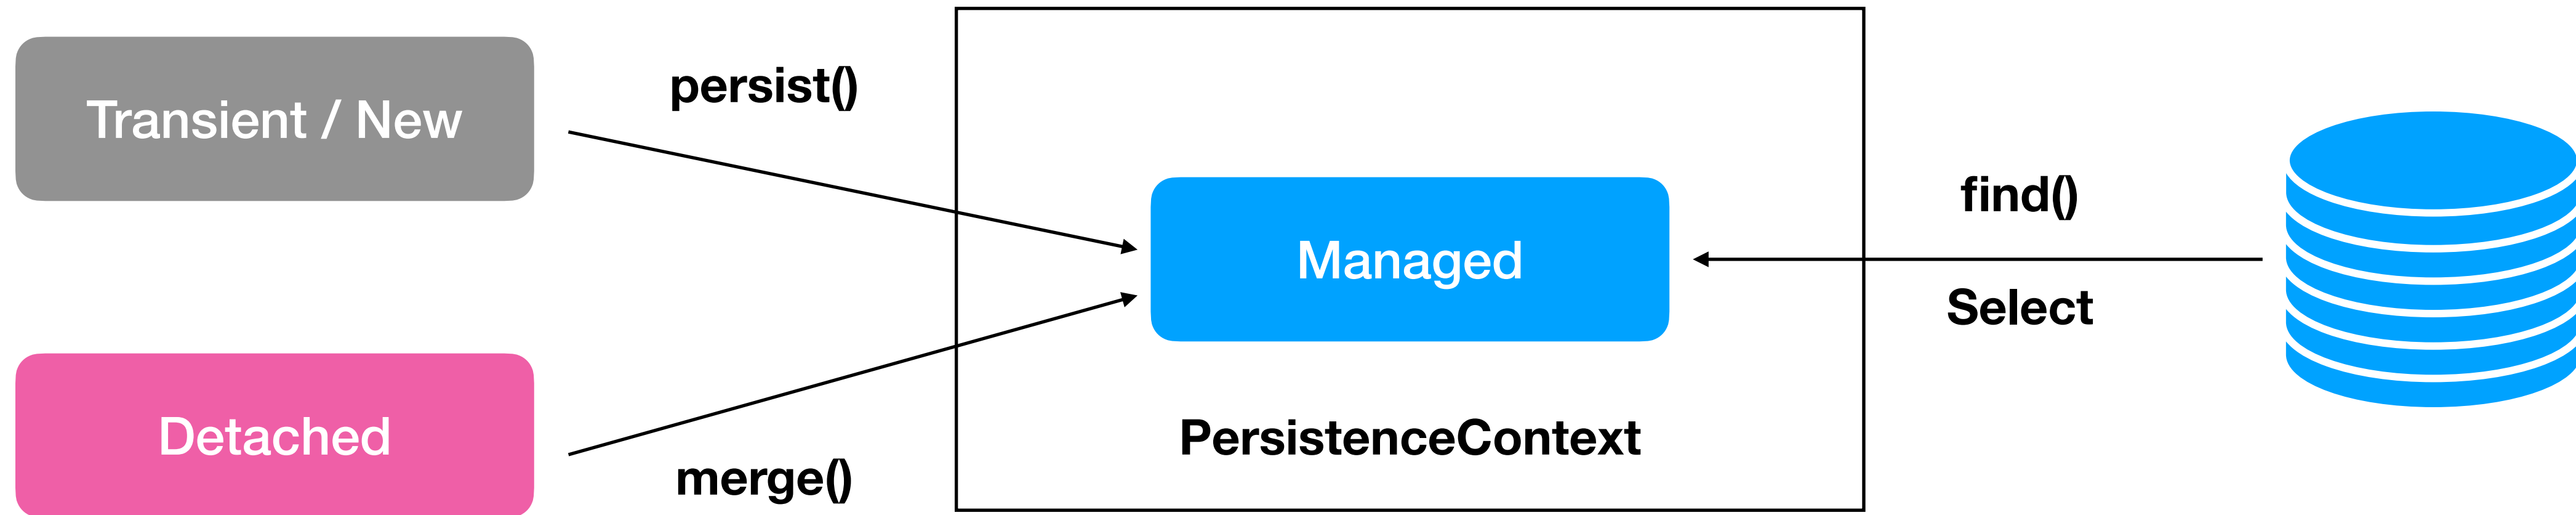 Transient / New
persist()
Managed
find()
Select
Detached
merge()
PersistenceContext